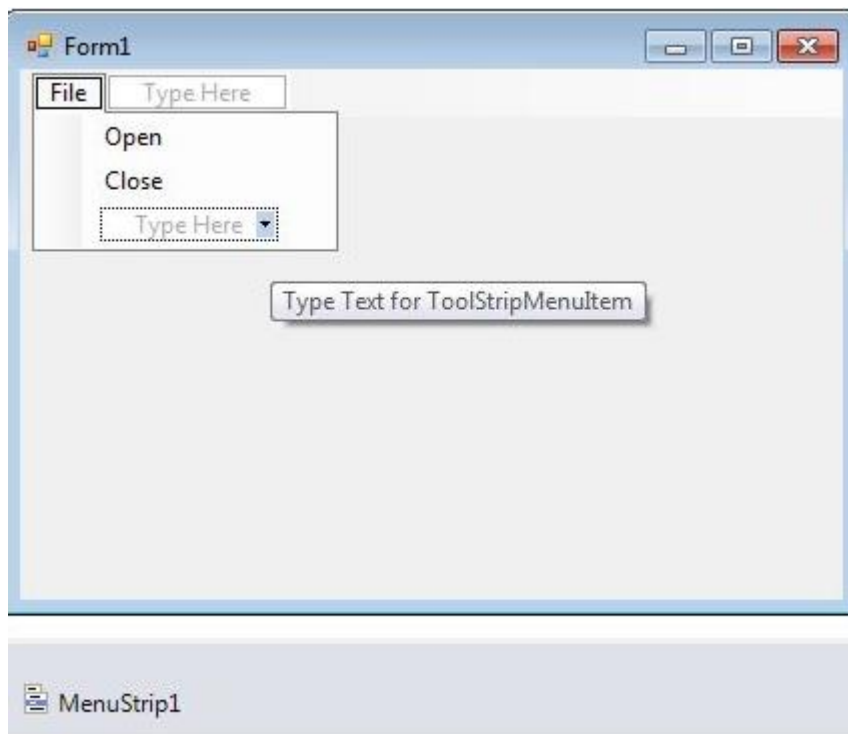 Form1
File Type Here
Open
Close
Type Here
Type Text for ToolStripMenuItem
MenuStrip1